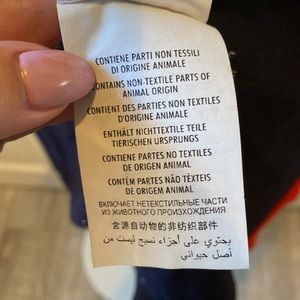 CONTIENE PARTI NON TESSILI
DI ORIGINE ANIMALE
CONTAINS NON-TEXTILE PARTS OF
ANIMAL ORIGIN
CONTIENT DES PARTIES NON TEXTILES
D'ORIGINE ANIMALE
ENTHÄLT NICHTTEXTILE TEILE
TIERISCHEN URSPRUNGS
CONTIENE PARTES NO TEXTILES
DE ORIGEN ANIMAL
CONTÉM PARTES NÃO TÊXTEIS
DE ORIGEM ANIMAL
ВКЛЮЧАЕТ НЕТЕКСТИЛЬНЫЕ ЧАСТИ
ИЗ ЖИВОТНОГО ПРОИСХОЖДЕНИЯ
含源自动物的非纺织部件
يحتوي على أجزاء نسيج ليست من
أصل حيواني